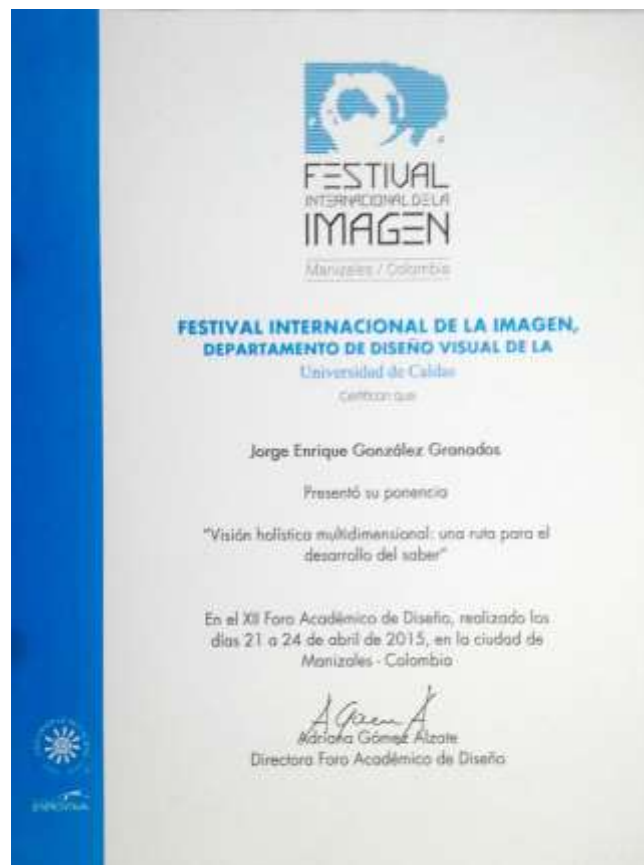 FESTIVAL
INTERNACIONAL DE LA
IMAGEN
Manizales / Colombia
FESTIVAL INTERNACIONAL DE LA IMAGEN,
DEPARTAMENTO DE DISEÑO VISUAL DE LA
Universidad de Caldas
Certifican que
Jorge Enrique González Granados
Presentó su ponencia
"Visión holística multidimensional: una ruta para el
desarrollo del saber"
En el XII Foro Académico de Diseño, realizado los
días 21 a 24 de abril de 2015, en la ciudad de
Manizales - Colombia
Adriana Gómez Alzate
Directora Foro Académico de Diseño